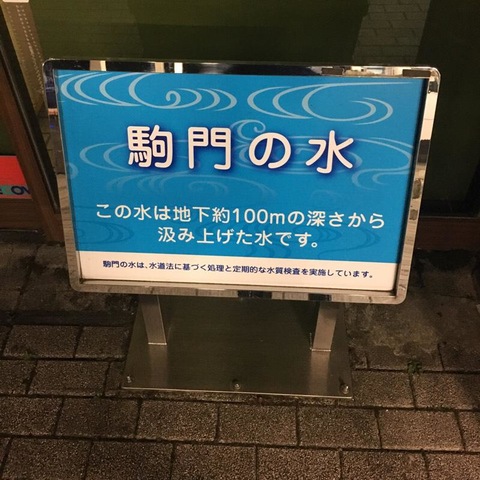 駒門の水
この水は地下約100mの深さから
汲み上げた水です。
駒門の水は、水道法に基づく処理と定期的な水質検査を実施しています。